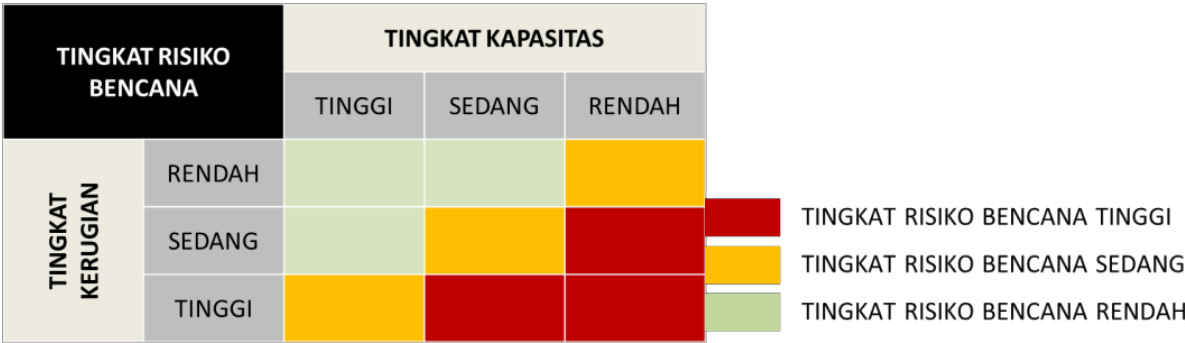 TINGKAT RISIKO
BENCANA
TINGKAT KAPASITAS
TINGGI
SEDANG
RENDAH
TINGKAT
KERUGIAN
RENDAH
SEDANG
TINGGI
TINGKAT RISIKO BENCANA TINGGI
TINGKAT RISIKO BENCANA SEDANG
TINGKAT RISIKO BENCANA RENDAH